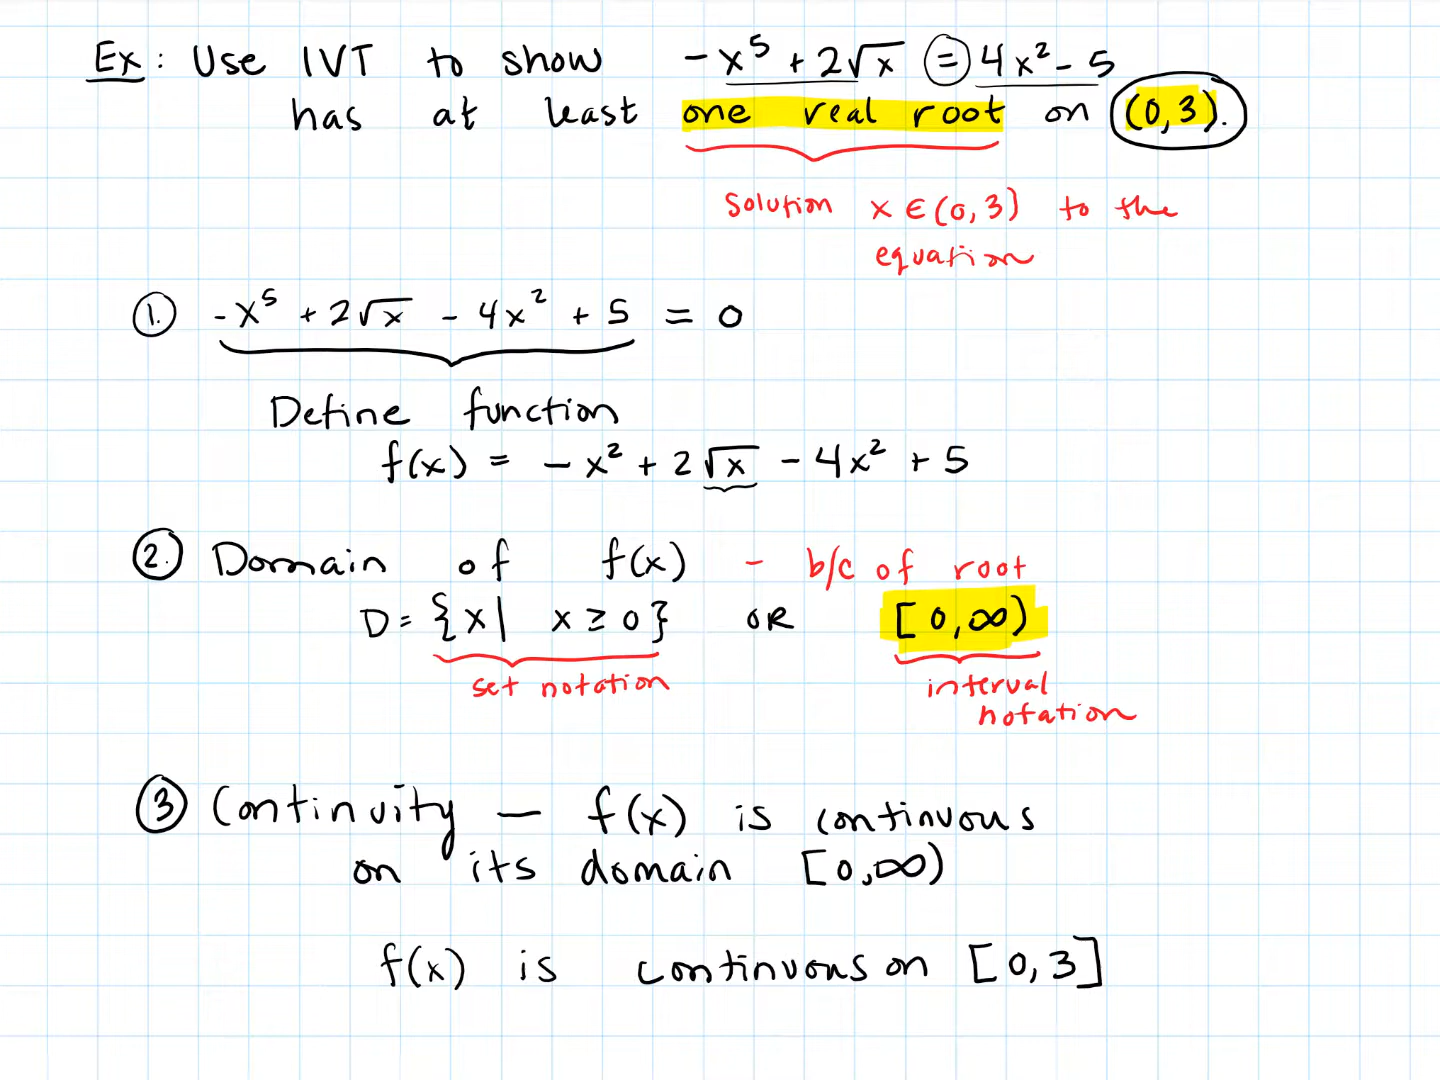 Ex: Use IVT to show -x⁵ + 2√x = 4x² - 5
has at least one real root on (0,3).
Solution x ∈ (0,3) to the
equation
1. -x⁵ + 2√x - 4x² + 5 = 0
Define function
f(x) = -x² + 2√x - 4x² + 5
2. Domain of f(x) - b/c of root
D = {x| x ≥ 0} OR [0,∞)
set notation interval
notation
3 Continuity — f(x) is continuous
on its domain [0,∞)
f(x) is continuous on [0,3]